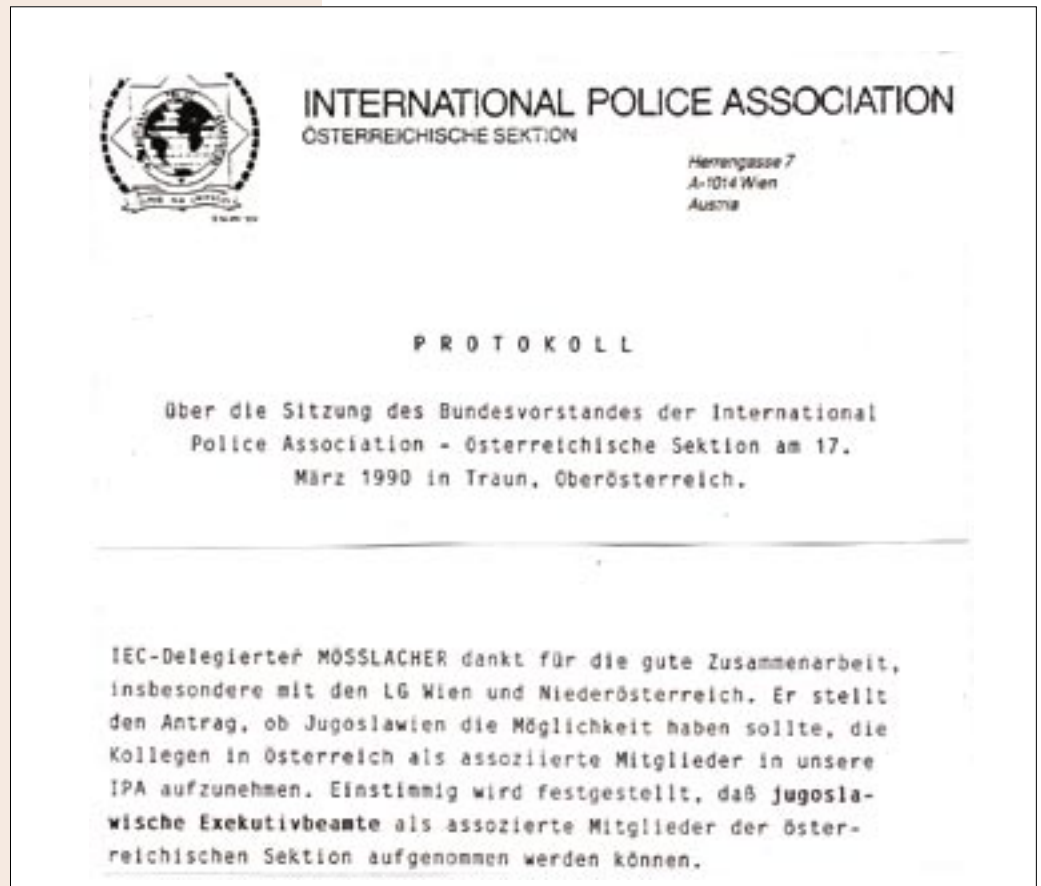 INTERNATIONAL POLICE ASSOCIATION
ÖSTERREICHISCHE SEKTION
Herrengasse 7
A-1014 Wien
Austria
P R O T O K O L L
über die Sitzung des Bundesvorstandes der International
Police Association - Österreichische Sektion am 17.
März 1990 in Traun, Oberösterreich.
IEC-Delegierter MÖSSLACHER dankt für die gute Zusammenarbeit,
insbesondere mit den LG Wien und Niederösterreich. Er stellt
den Antrag, ob Jugoslawien die Möglichkeit haben sollte, die
Kollegen in Österreich als assoziierte Mitglieder in unsere
IPA aufzunehmen. Einstimmig wird festgestellt, daß jugosla-
wische Exekutivbeamte als assozierte Mitglieder der öster-
reichischen Sektion aufgenommen werden können.